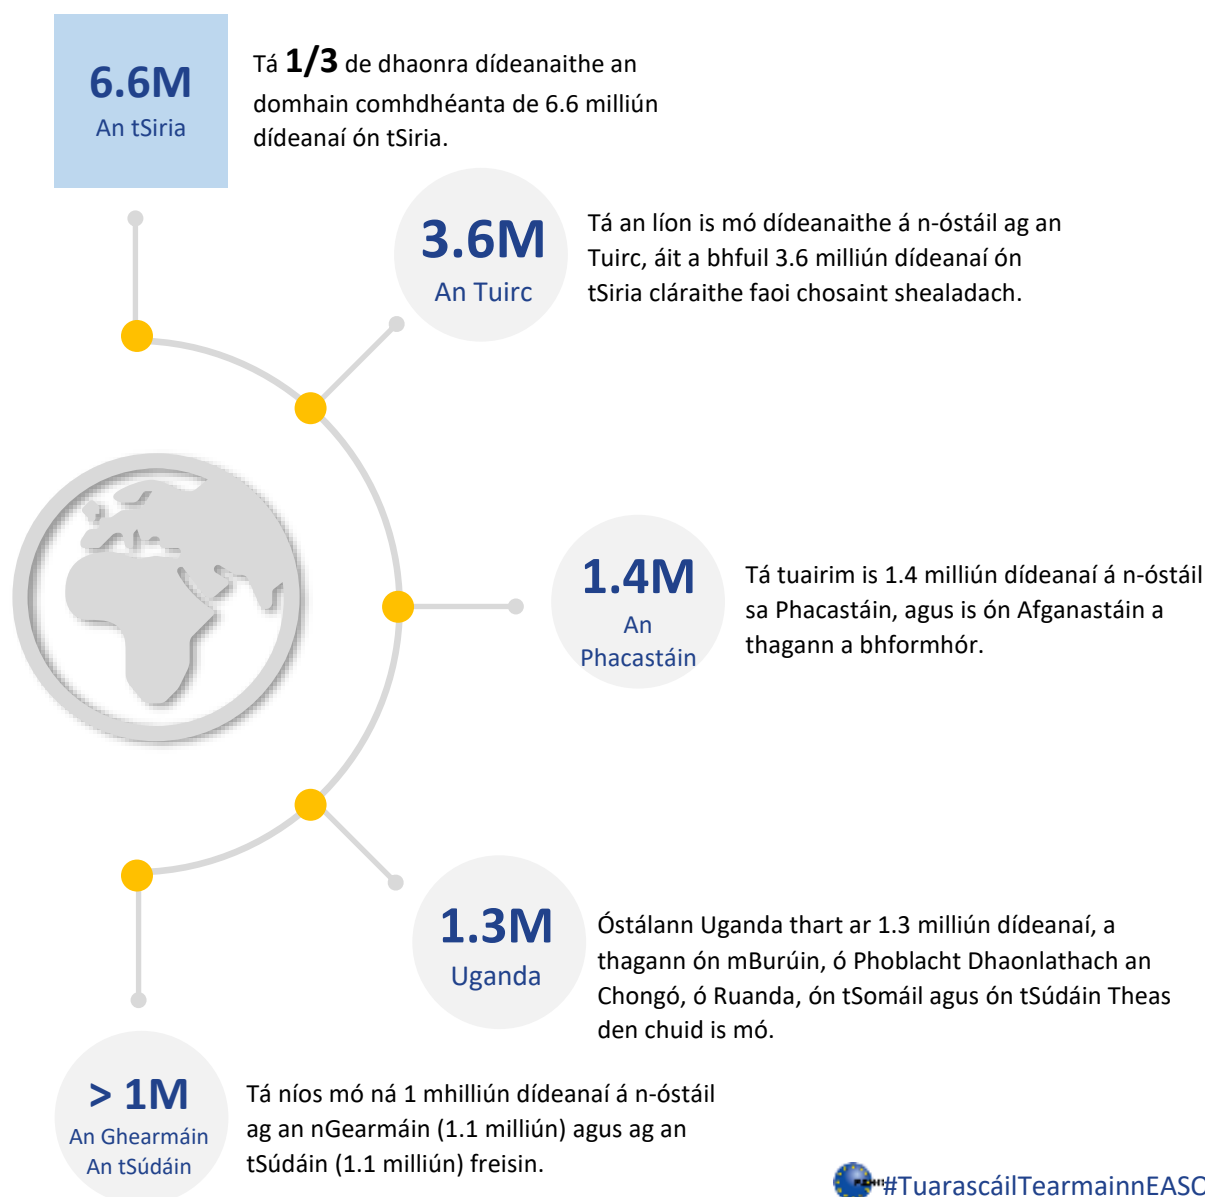 6.6M
An tSiria
Tá 1/3 de dhaonra dídeanaithe an
domhain comhdhéanta de 6.6 milliún
dídeanaí ón tSiria.
3.6M
An Tuirc
Tá an líon is mó dídeanaithe á n-óstáil ag an
Tuirc, áit a bhfuil 3.6 milliún dídeanaí ón
tSiria cláraithe faoi chosaint shealadach.
1.4M
An
Phacastáin
Tá tuairim is 1.4 milliún dídeanaí á n-óstáil
sa Phacastáin, agus is ón Afganastáin a
thagann a bhformhór.
1.3M
Uganda
Óstálann Uganda thart ar 1.3 milliún dídeanaí, a
thagann ón mBurúin, ó Phoblacht Dhaonlathach an
Chongó, ó Ruanda, ón tSomáil agus ón tSúdáin Theas
den chuid is mó.
> 1M
An Ghearmáin
An tSúdáin
Tá níos mó ná 1 mhilliún dídeanaí á n-óstáil
ag an nGearmáin (1.1 milliún) agus ag an
tSúdáin (1.1 milliún) freisin.
#TuarascáilTearmainnEASO